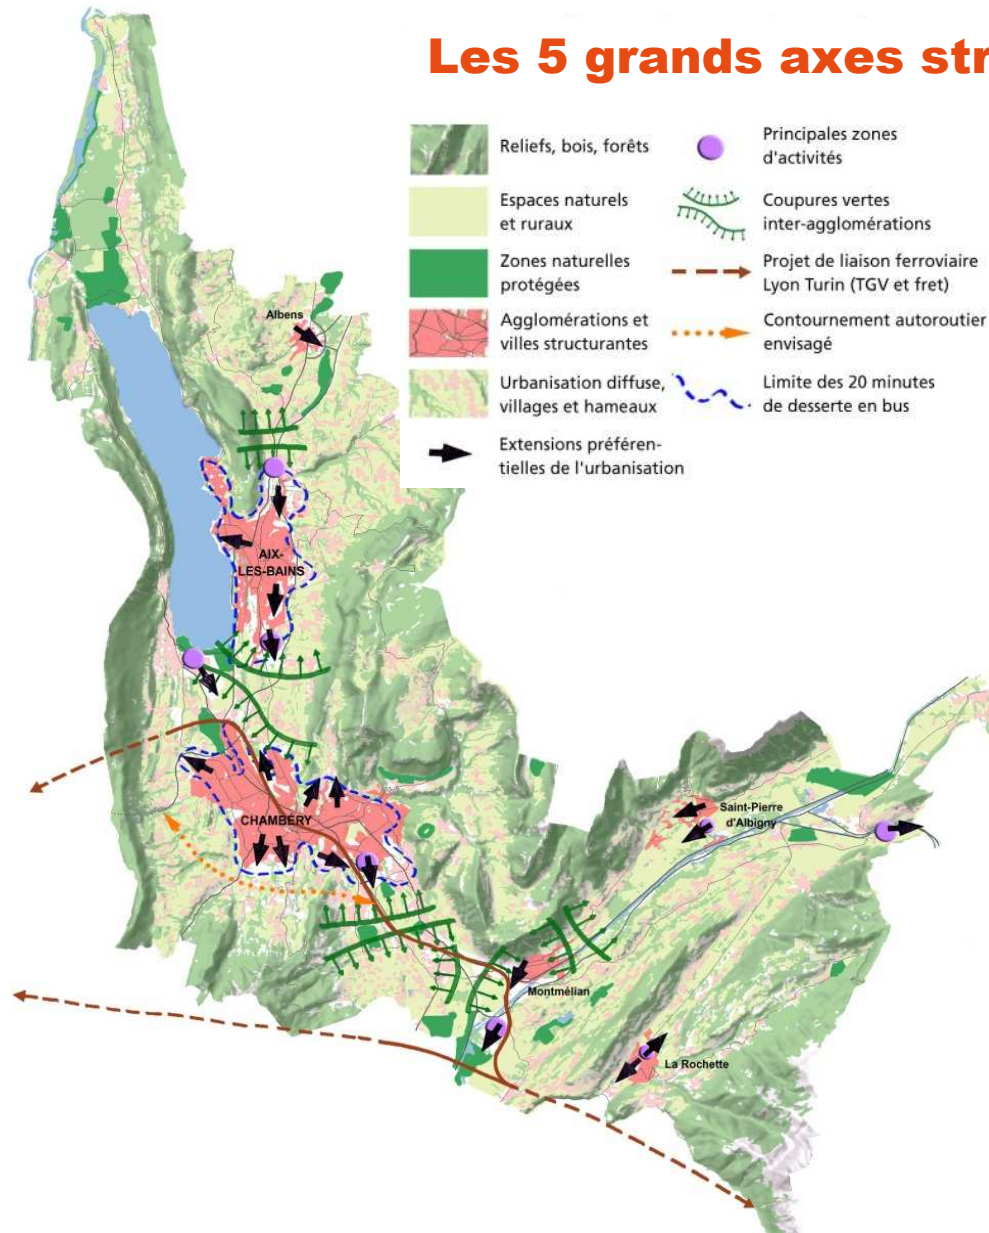 Les 5 grands axes str
Reliefs, bois, forêts
Espaces naturels
et ruraux
Zones naturelles
protégées
Agglomérations et
villes structurantes
Urbanisation diffuse,
villages et hameaux
Extensions préféren-
tielles de l'urbanisation
Principales zones
d'activités
Coupures vertes
inter-agglomérations
Projet de liaison ferroviaire
Lyon Turin (TGV et fret)
Contournement autoroutier
envisagé
Limite des 20 minutes
de desserte en bus
Albens
AIX-
LES-BAINS
CHAMBÉRY
Saint-Pierre
d'Albigny
Montmélian
La Rochette